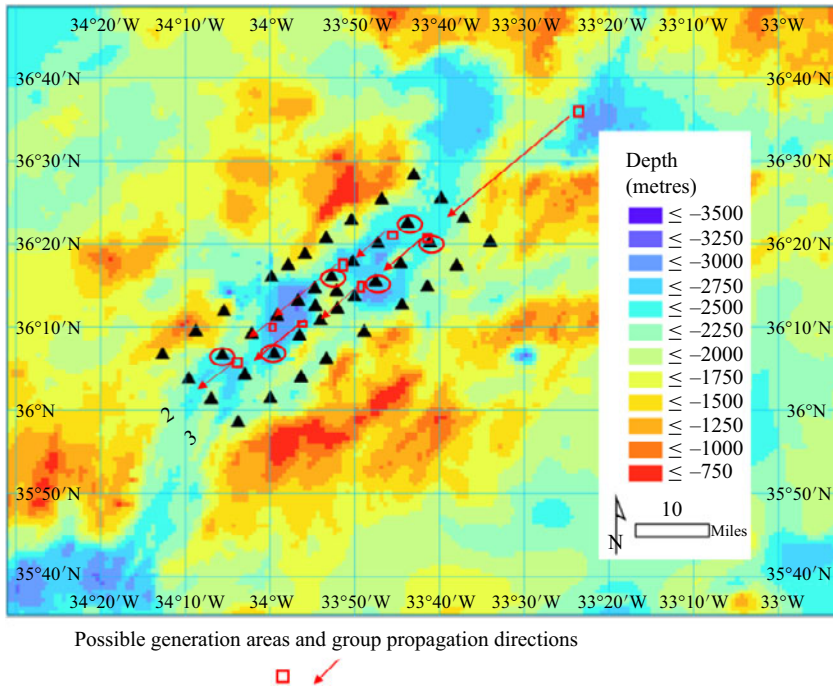 34°20'W 34°10'W 34°W 33°50'W 33°40'W 33°30'W 33°20'W 33°10'W 33°W
36°40'N 36°40'N
36°30'N 36°30'N
36°20'N 36°20'N
36°10'N 36°10'N
36°N 36°N
35°50'N 35°50'N
35°40'N 35°40'N
34°20'W 34°10'W 34°W 33°50'W 33°40'W 33°30'W 33°20'W 33°10'W 33°W
2
3
Depth
(metres)
≤ –3500
≤ –3250
≤ –3000
≤ –2750
≤ –2500
≤ –2250
≤ –2000
≤ –1750
≤ –1500
≤ –1250
≤ –1000
≤ –750
10
Miles
N
Possible generation areas and group propagation directions